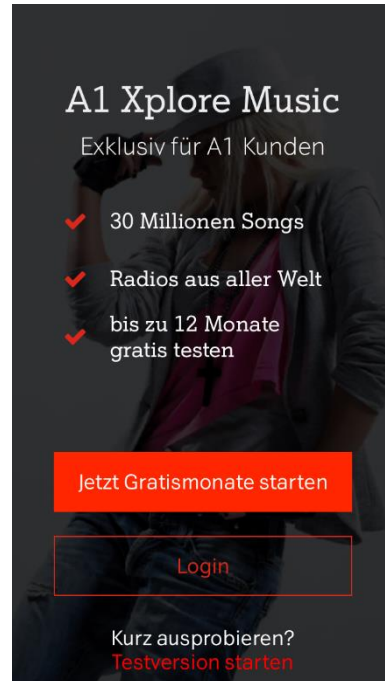 A1 Xplore Music
Exklusiv für A1 Kunden
30 Millionen Songs
Radios aus aller Welt
bis zu 12 Monate
gratis testen
Jetzt Gratismonate starten
Login
Kurz ausprobieren?
Testversion starten